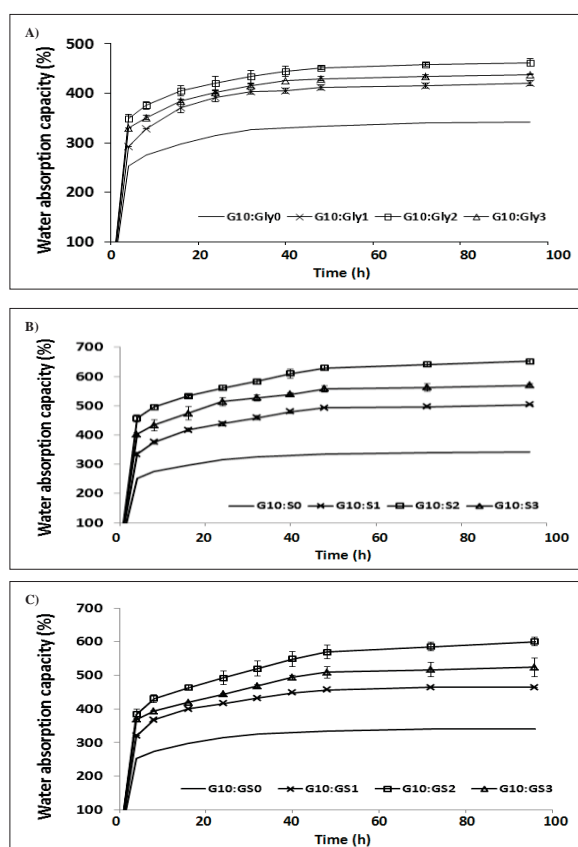 A)
Water absorption capacity (%)
500
400
300
200
100
G10:Gly0 G10:Gly1 G10:Gly2 G10:Gly3
0 20 40 60 80 100
Time (h)
B)
Water absorption capacity (%)
700
600
500
400
300
200
100
G10:S0 G10:S1 G10:S2 G10:S3
0 20 40 60 80 100
Time (h)
C)
Water absorption capacity (%)
700
600
500
400
300
200
100
G10:GS0 G10:GS1 G10:GS2 G10:GS3
0 20 40 60 80 100
Time (h)